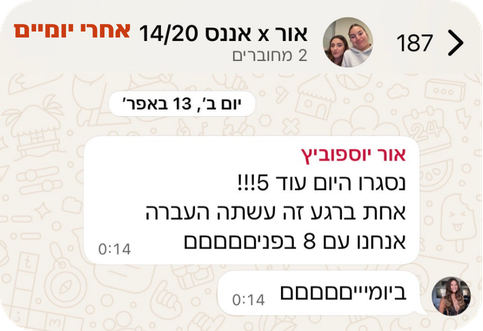 187
אור x אננס 14/20 אחרי יומיים
2 מחוברים
יום ב׳, 13 באפר׳
אור יוספוביץ
נסגרו היום עוד 5!!!
אחת ברגע זה עשתה העברה
אנחנו עם 8 בפניםםםםם
0:14
ביומייייםםםםםם
0:14